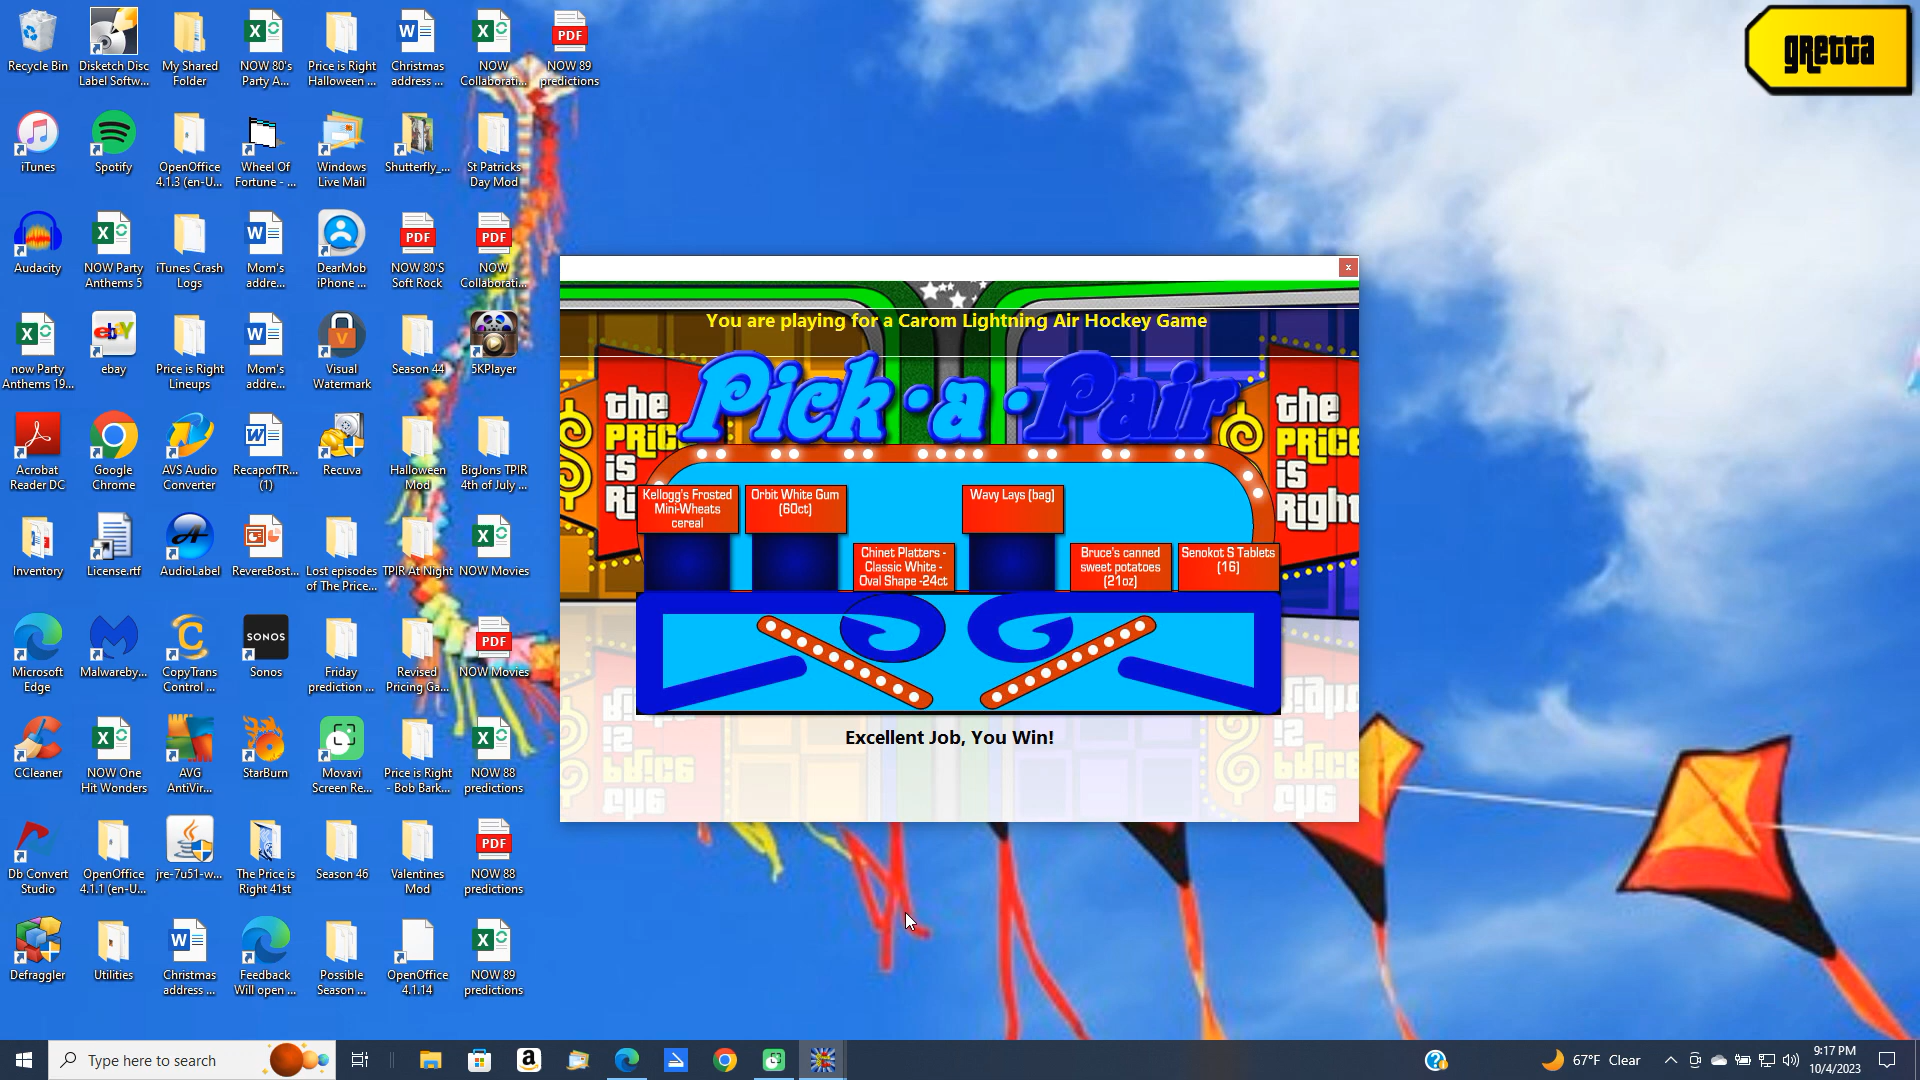 Recycle Bin
Disketch Disc
Label Softw...
My Shared
Folder
NOW 80's
Party A...
Price is Right
Halloween ...
Christmas
address ...
NOW
Collaborati...
PDF
NOW 89
predictions
gretta
iTunes
Spotify
OpenOffice
4.1.3 (en-U...
Wheel Of
Fortune - ...
Windows
Live Mail
Shutterfly_...
St Patricks
Day Mod
Audacity
NOW Party
Anthems 5
iTunes Crash
Logs
Mom's
addre...
DearMob
iPhone ...
PDF
NOW 80'S
Soft Rock
PDF
NOW
Collaborati...
now Party
Anthems 19...
ebay
ebay
Price is Right
Lineups
Mom's
addre...
Visual
Watermark
Season 44
5KPlayer
Acrobat
Reader DC
Google
Chrome
AVS Audio
Converter
RecapofTR...
(1)
Recuva
Halloween
Mod
BigJons TPIR
4th of July ...
Inventory
License.rtf
AudioLabel
RevereBost...
Lost episodes
of The Price...
TPIR At Night
NOW Movies
Microsoft
Edge
Malwareby...
CopyTrans
Control ...
SONOS
Sonos
Friday
prediction ...
Revised
Pricing Ga...
PDF
NOW Movies
CCleaner
NOW One
Hit Wonders
AVG
AntiVir...
StarBurn
Movavi
Screen Re...
Price is Right
- Bob Bark...
NOW 88
predictions
Db Convert
Studio
OpenOffice
4.1.1 (en-U...
jre-7u51-w...
The Price is
Right 41st
Season 46
Valentines
Mod
PDF
NOW 88
predictions
Defraggler
Utilities
Christmas
address ...
Feedback
Will open ...
Possible
Season ...
OpenOffice
4.1.14
NOW 89
predictions
x
You are playing for a Carom Lightning Air Hockey Game
Pick·a·Pair
the
PRICE
is
Right
the
PRICE
is
Right
Kellogg's Frosted
Mini-Wheats
cereal
Orbit White Gum
(60ct)
Wavy Lays (bag)
Chinet Platters -
Classic White -
Oval Shape -24ct
Bruce's canned
sweet potatoes
(21oz)
Senokot S Tablets
(16)
Excellent Job, You Win!
Type here to search
67°F Clear
9:17 PM
10/4/2023